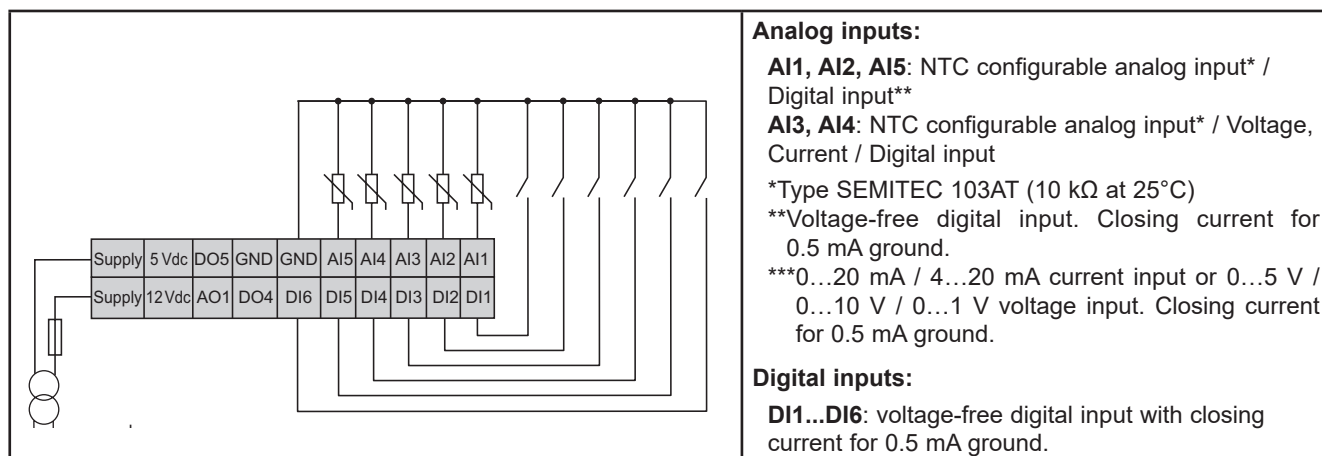 Supply 5 Vdc DO5 GND GND AI5 AI4 AI3 AI2 AI1
Supply 12 Vdc AO1 DO4 DI6 DI5 DI4 DI3 DI2 DI1
Analog inputs:
AI1, AI2, AI5: NTC configurable analog input* /
Digital input**
AI3, AI4: NTC configurable analog input* / Voltage,
Current / Digital input
*Type SEMITEC 103AT (10 kΩ at 25°C)
**Voltage-free digital input. Closing current for
0.5 mA ground.
***0…20 mA / 4…20 mA current input or 0…5 V /
0…10 V / 0…1 V voltage input. Closing current
for 0.5 mA ground.
Digital inputs:
DI1...DI6: voltage-free digital input with closing
current for 0.5 mA ground.